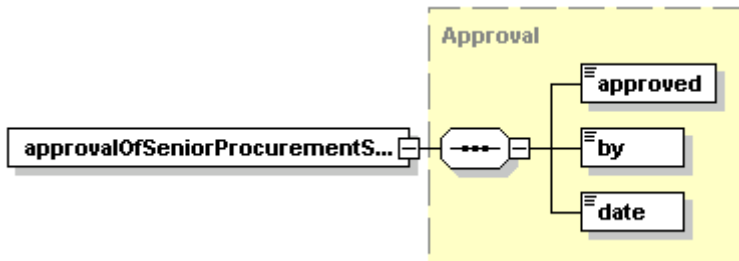 Approval
approved
approvalOfSeniorProcurementS...
by
date